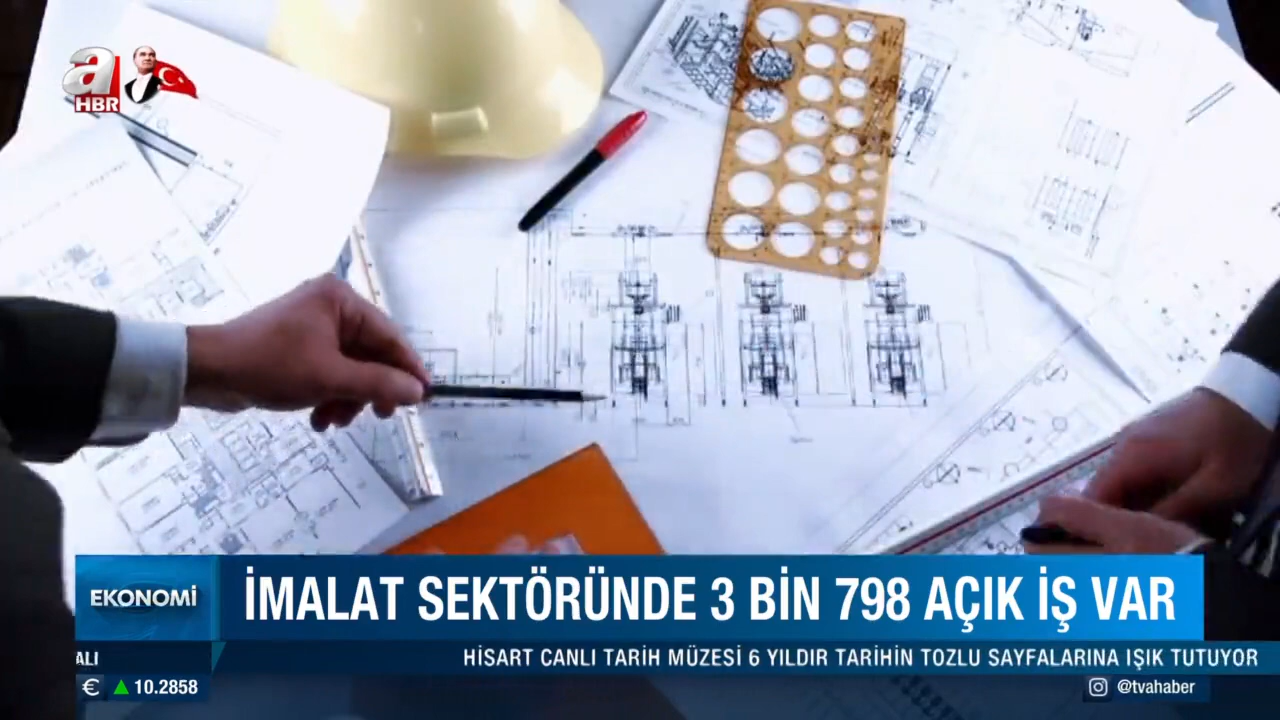 a
HBR
EKONOMİ
İMALAT SEKTÖRÜNDE 3 BİN 798 AÇIK İŞ VAR
ALI
HİSART CANLI TARİH MÜZESİ 6 YILDIR TARİHİN TOZLU SAYFALARINA IŞIK TUTUYOR
€ ▲ 10.2858
@tvahaber